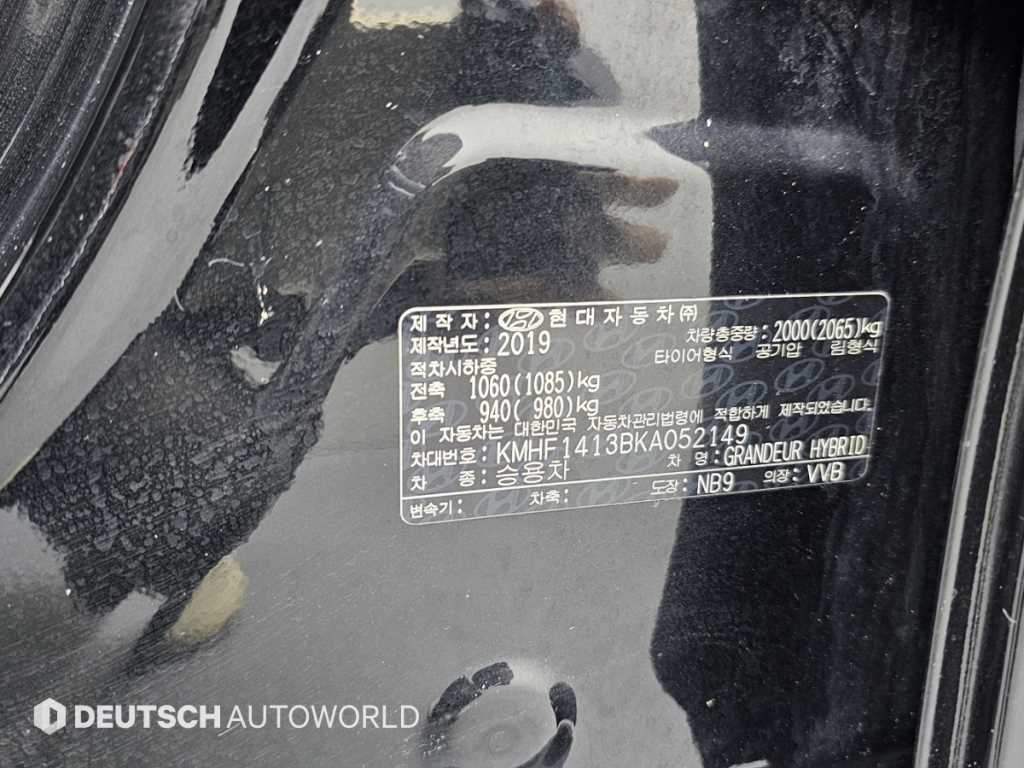 제 작 자 : 현대자동차㈜
차량총중량 : 2000(2065)kg
제작년도 : 2019
타이어형식 공기압 림형식
적차시하중
전축 1060(1085)kg
후축 940( 980)kg
이 자동차는 대한민국 자동차관리법령에 적합하게 제작되었습니다.
차대번호 : KMHF1413BKA052149
차 종 : 승용차 차 명 : GRANDEUR HYBRID
변속기 : 차축 : 도장 : NB9 의장 : VVB
DEUTSCH AUTOWORLD